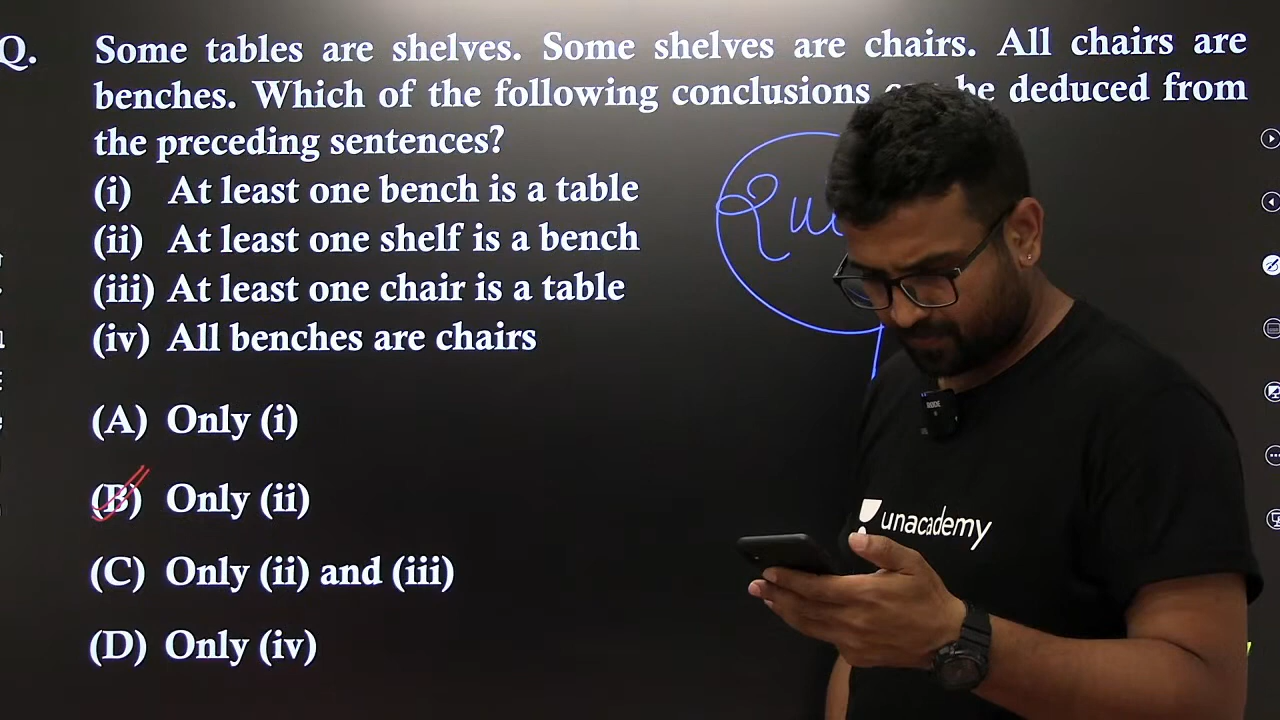 Q. Some tables are shelves. Some shelves are chairs. All chairs are
benches. Which of the following conclusions be deduced from
the preceding sentences?
(i) At least one bench is a table
(ii) At least one shelf is a bench
(iii) At least one chair is a table
(iv) All benches are chairs
(A) Only (i)
(B) Only (ii)
(C) Only (ii) and (iii)
(D) Only (iv)
unacademy